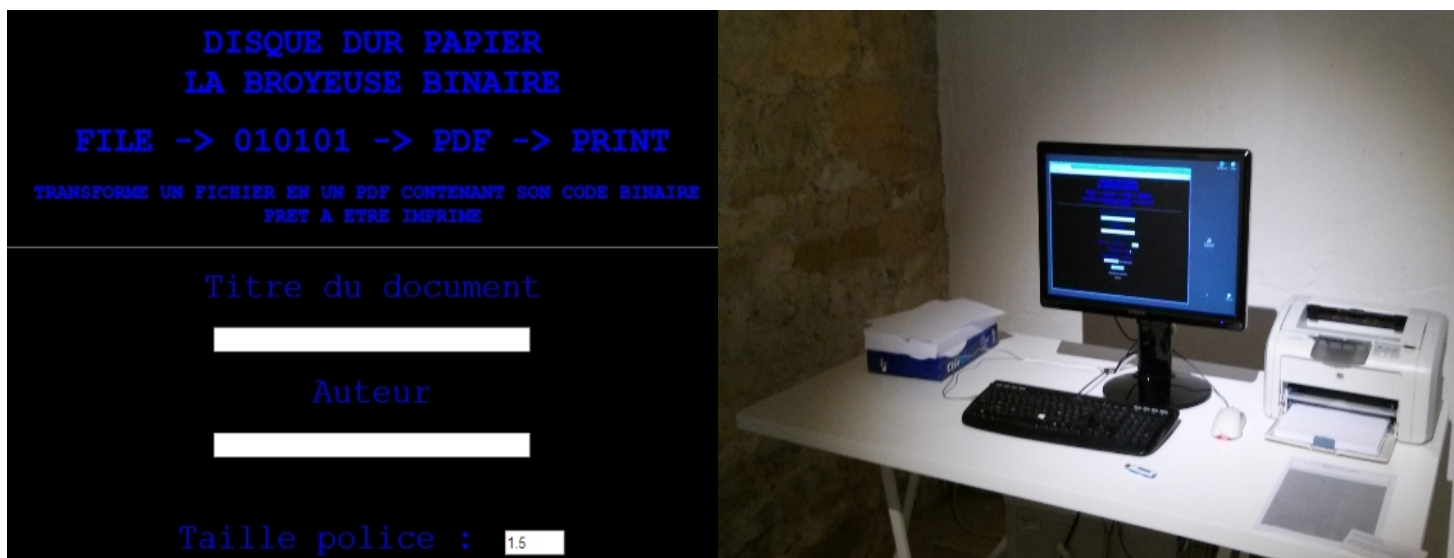 DISQUE DUR PAPIER
LA BROYEUSE BINAIRE
FILE -> 010101 -> PDF -> PRINT
TRANSFORME UN FICHIER EN UN PDF CONTENANT SON CODE BINAIRE
PRET A ETRE IMPRIME
Titre du document
Auteur
Taille police :
1.5